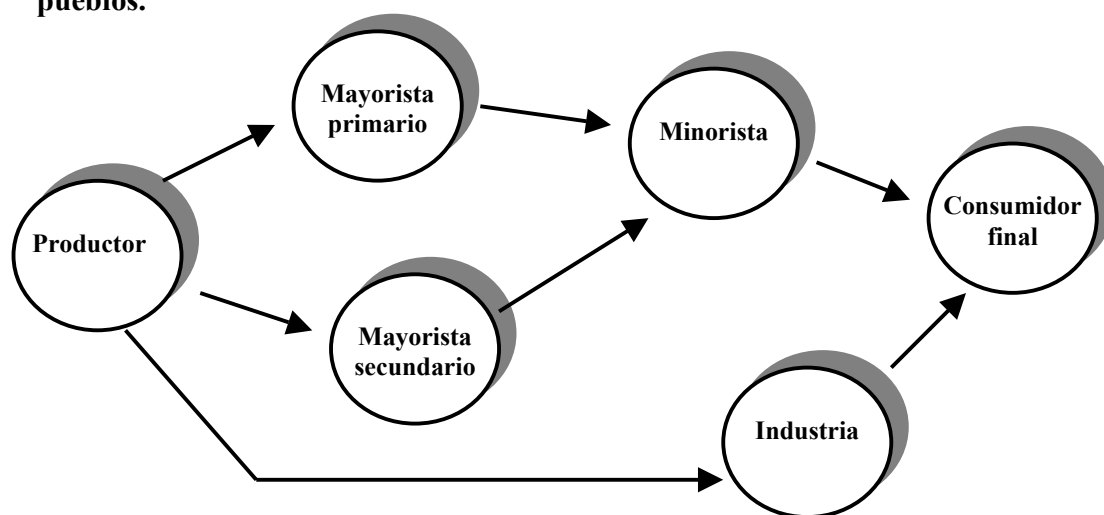 pueblos.
Mayorista
primario
Minorista
Consumidor
final
Productor
Mayorista
secundario
Industria